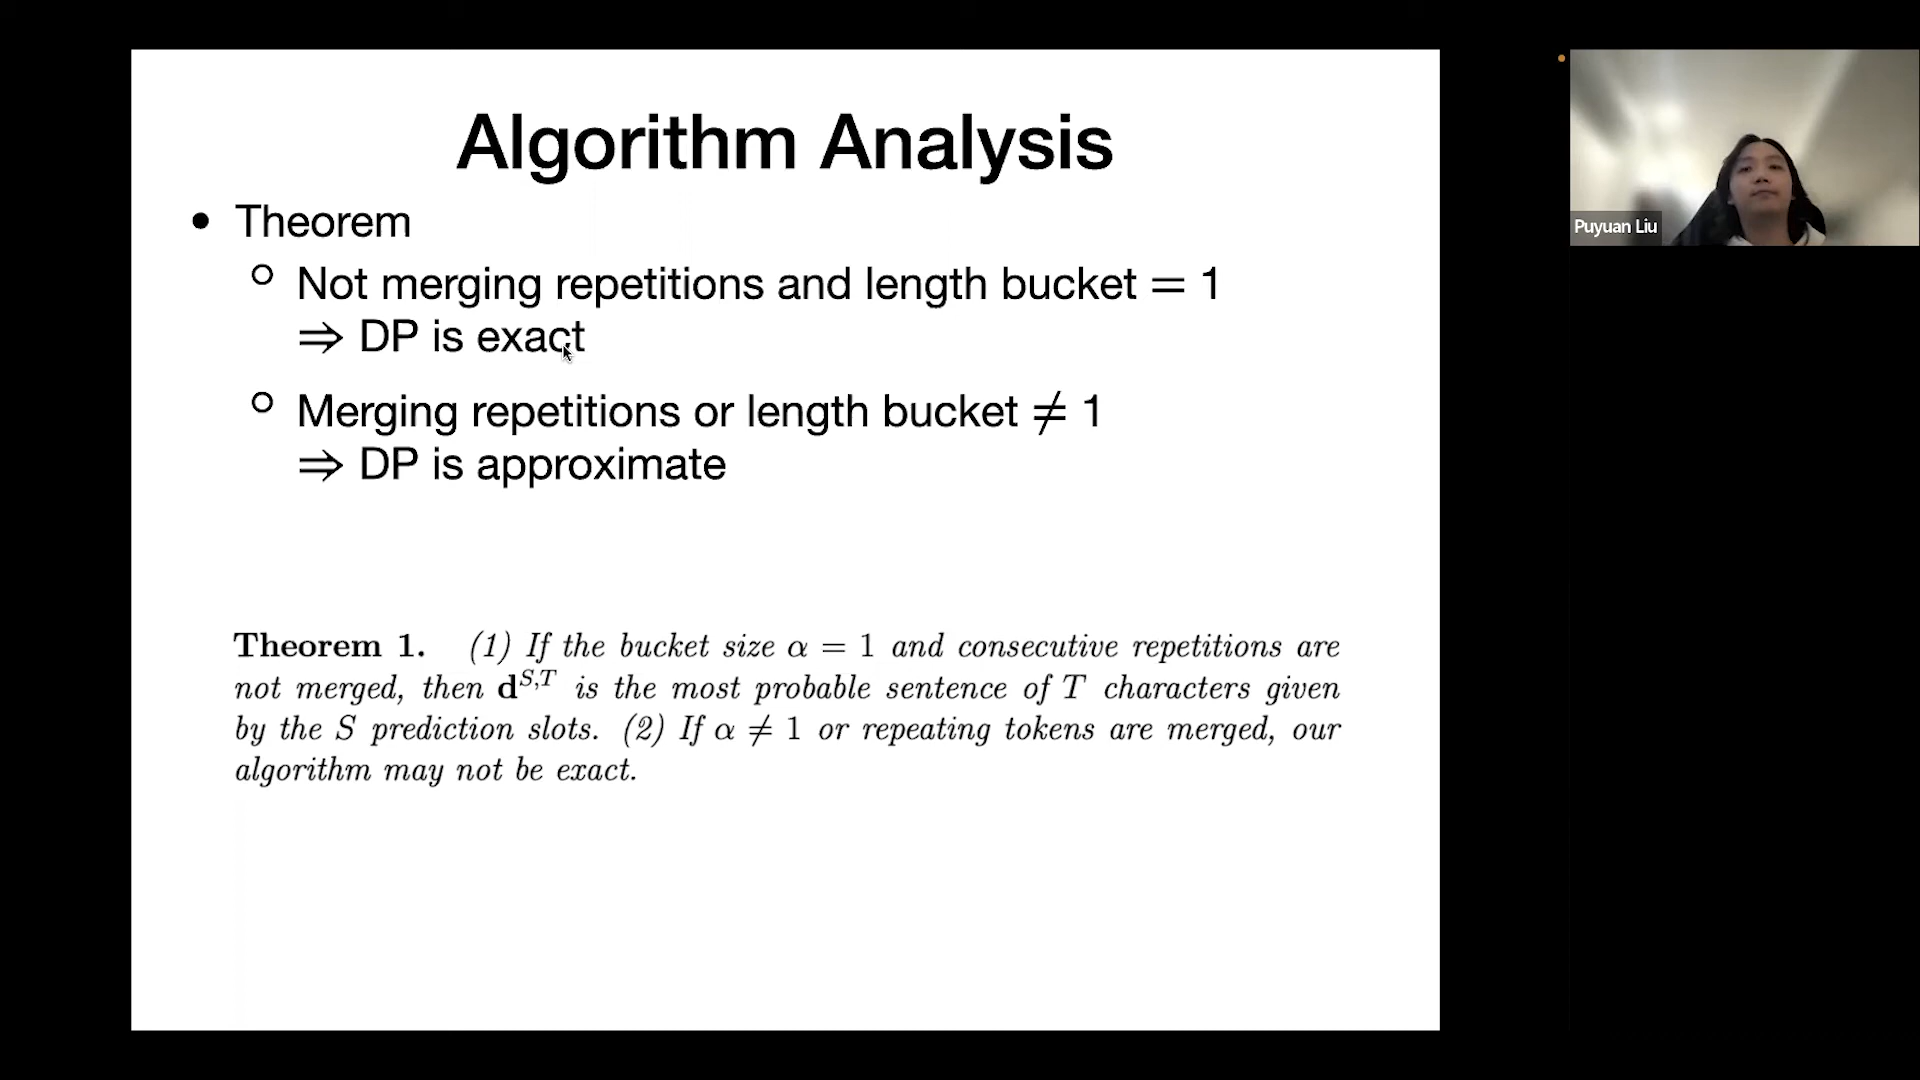 Algorithm Analysis
• Theorem
○ Not merging repetitions and length bucket = 1
⇒ DP is exact
○ Merging repetitions or length bucket ≠ 1
⇒ DP is approximate
Theorem 1. (1) If the bucket size α = 1 and consecutive repetitions are
not merged, then d^{S,T} is the most probable sentence of T characters given
by the S prediction slots. (2) If α ≠ 1 or repeating tokens are merged, our
algorithm may not be exact.
Puyuan Liu